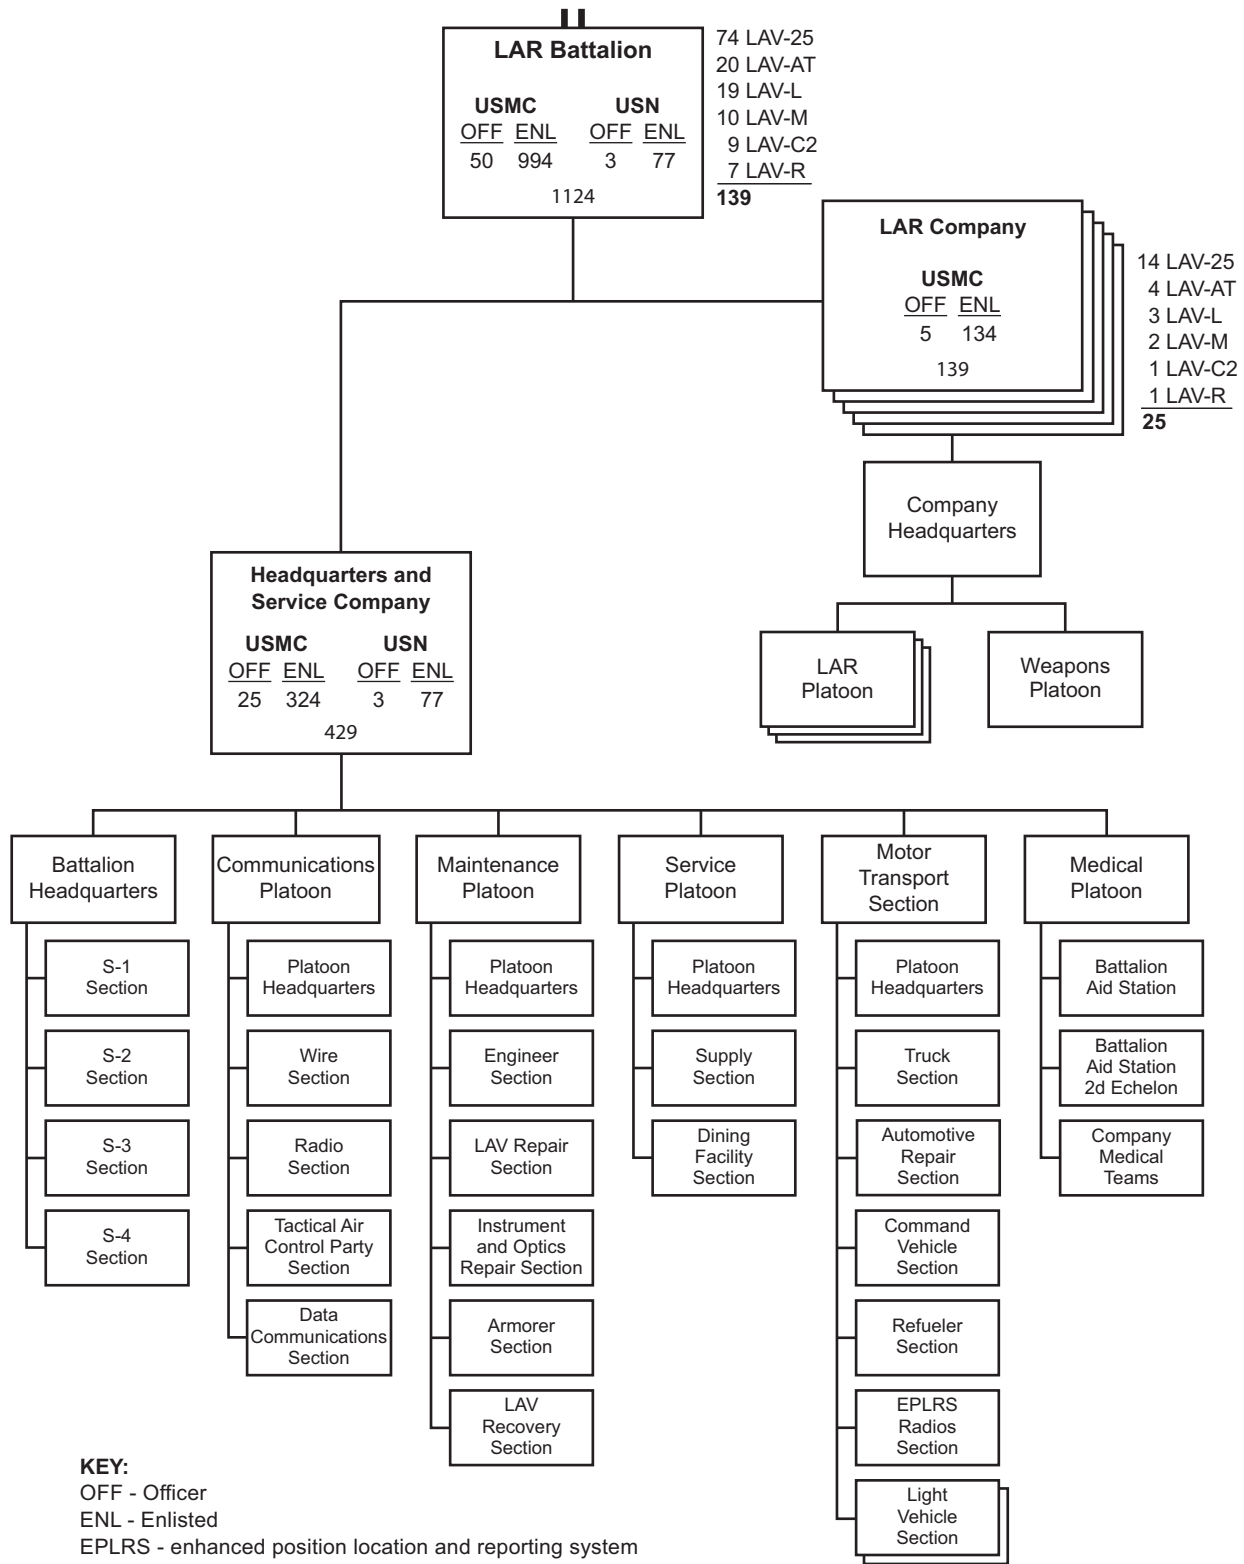 LAR Battalion
USMC USN
OFF ENL OFF ENL
50 994 3 77
1124
74 LAV-25
20 LAV-AT
19 LAV-L
10 LAV-M
9 LAV-C2
7 LAV-R
139
LAR Company
USMC
OFF ENL
5 134
139
14 LAV-25
4 LAV-AT
3 LAV-L
2 LAV-M
1 LAV-C2
1 LAV-R
25
Company
Headquarters
LAR
Platoon
Weapons
Platoon
Headquarters and
Service Company
USMC USN
OFF ENL OFF ENL
25 324 3 77
429
Battalion
Headquarters
S-1
Section
S-2
Section
S-3
Section
S-4
Section
Communications
Platoon
Platoon
Headquarters
Wire
Section
Radio
Section
Tactical Air
Control Party
Section
Data
Communications
Section
Maintenance
Platoon
Platoon
Headquarters
Engineer
Section
LAV Repair
Section
Instrument
and Optics
Repair Section
Armorer
Section
LAV
Recovery
Section
Service
Platoon
Platoon
Headquarters
Supply
Section
Dining
Facility
Section
Motor
Transport
Section
Platoon
Headquarters
Truck
Section
Automotive
Repair
Section
Command
Vehicle
Section
Refueler
Section
EPLRS
Radios
Section
Light
Vehicle
Section
Medical
Platoon
Battalion
Aid Station
Battalion
Aid Station
2d Echelon
Company
Medical
Teams
KEY:
OFF - Officer
ENL - Enlisted
EPLRS - enhanced position location and reporting system